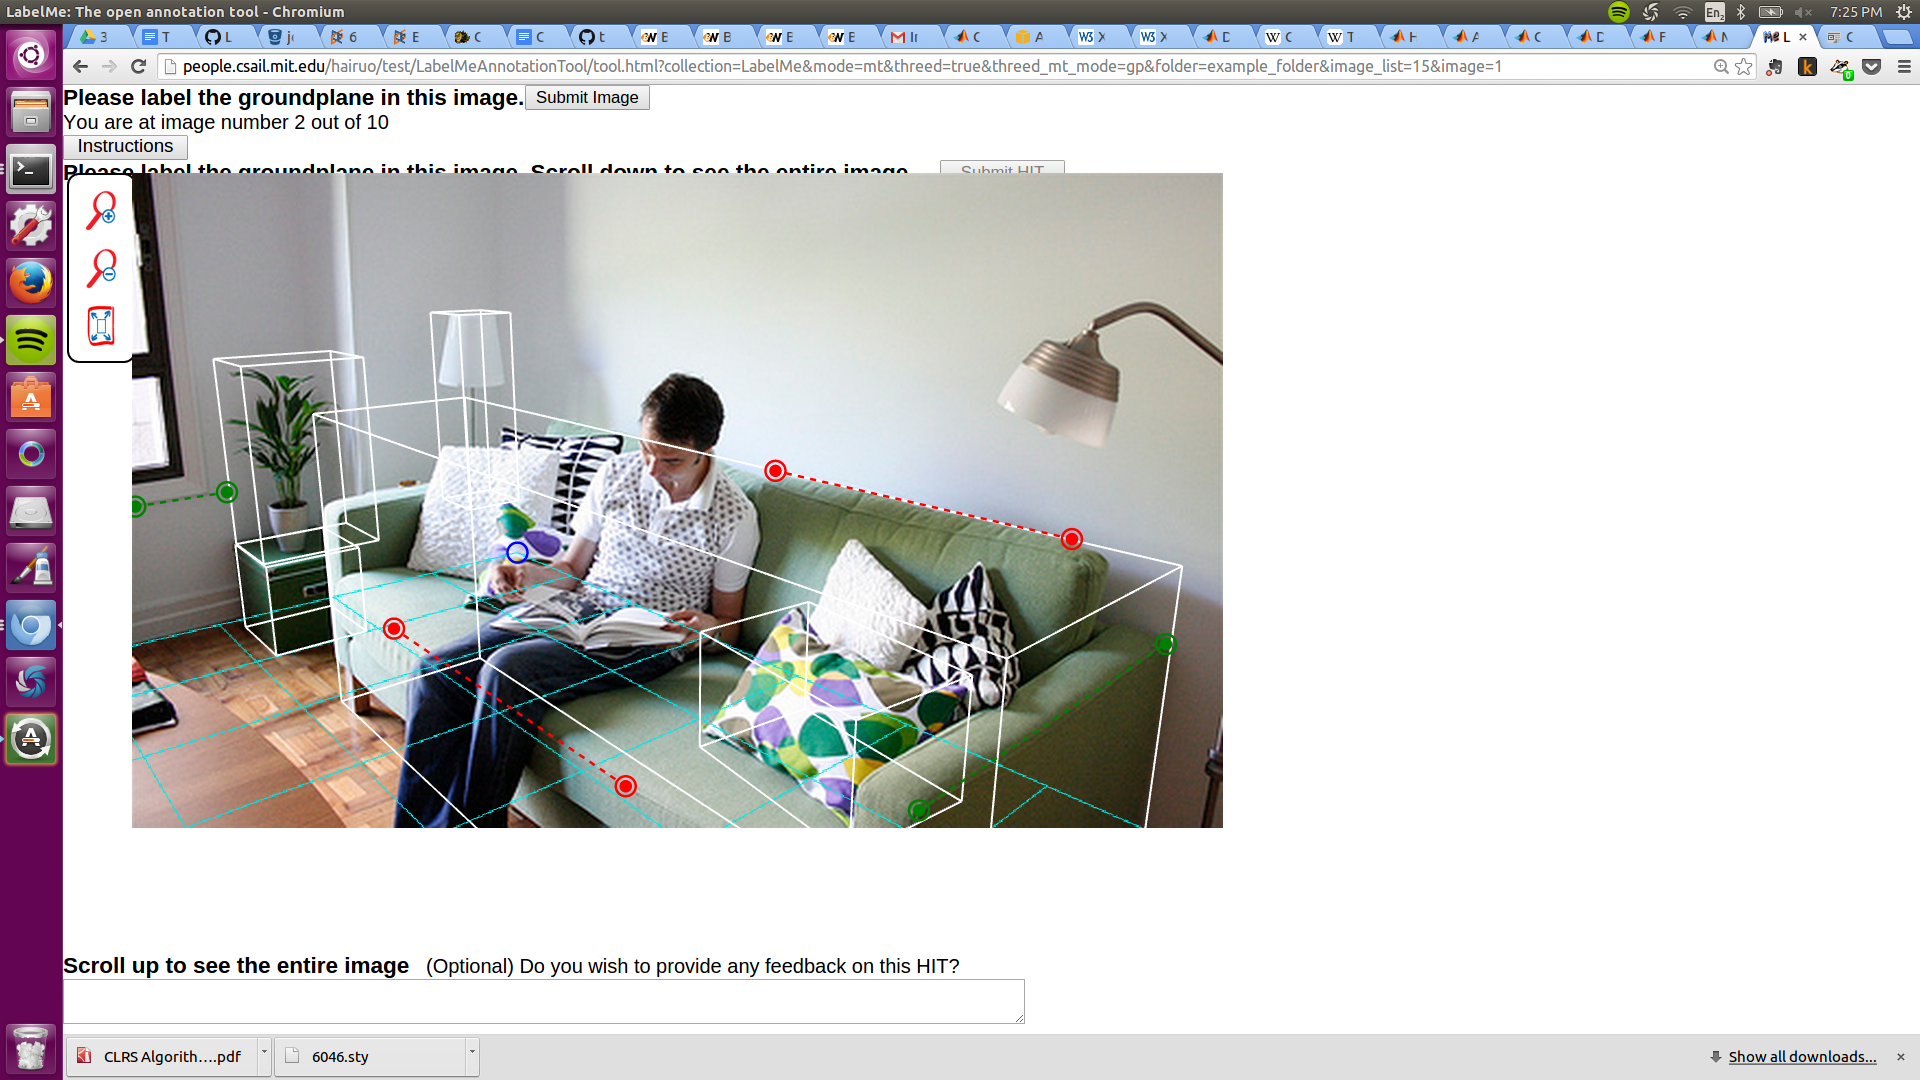 LabelMe: The open annotation tool - Chromium
En2
7:25 PM
3 T L j 6 E C C t E B E E Ir C A X X D C T H A C D F N L × C
people.csail.mit.edu/hairuo/test/LabelMeAnnotationTool/tool.html?collection=LabelMe&mode=mt&threed=true&threed_mt_mode=gp&folder=example_folder&image_list=15&image=1
Please label the groundplane in this image. Submit Image
You are at image number 2 out of 10
Instructions
Please label the groundplane in this image. Scroll down to see the entire image. Submit HIT
Scroll up to see the entire image (Optional) Do you wish to provide any feedback on this HIT?
CLRS Algorith....pdf 6046.sty Show all downloads...